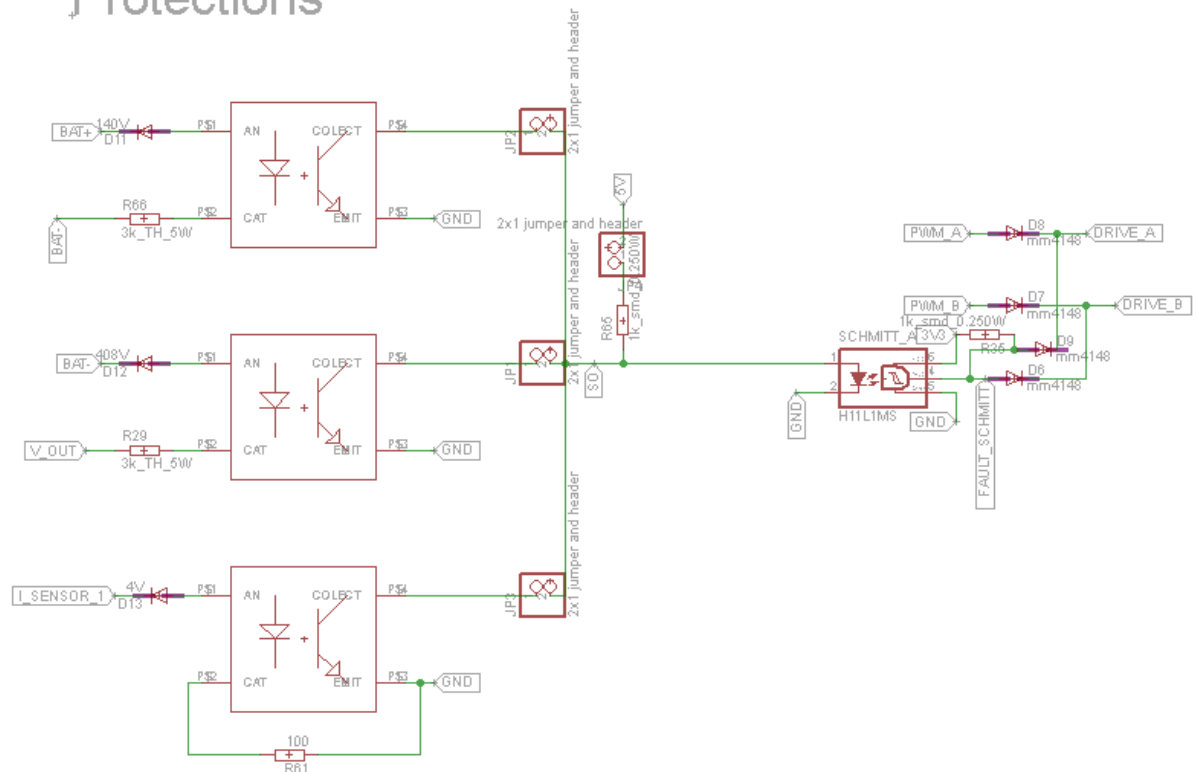 Protections
BAT+
140V
D11
PS1
AN
COLECT
PS4
JP2
2x1 jumper and header
BAT-
R66
3k_TH_5W
PS2
CAT
EMIT
PS3
GND
5V
2x1 jumper and header
R65
1k_smd_0.250W
BAT-
408V
D12
PS1
AN
COLECT
PS4
JP1
2x1 jumper and header
SO
V_OUT
R29
3k_TH_5W
PS2
CAT
EMIT
PS3
GND
I_SENSOR_1
4V
D13
PS1
AN
COLECT
PS4
JP3
2x1 jumper and header
PS2
CAT
EMIT
PS3
GND
100
R61
PWM_A
D8
mm4148
DRIVE_A
PWM_B
D7
mm4148
DRIVE_B
1k_smd_0.250W
SCHMITT_A
3V3
R35
D9
mm4148
D6
mm4148
1
2
GND
H11L1MS
GND
FAULT_SCHMITT